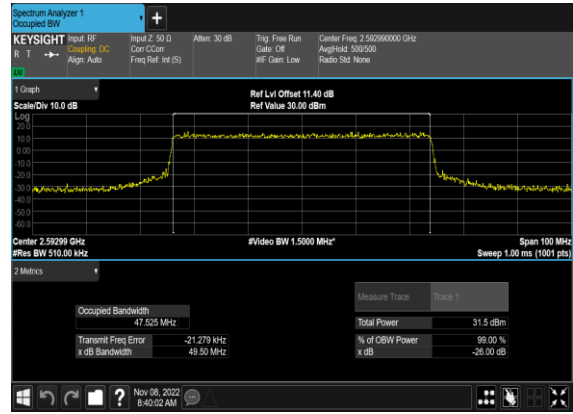 Spectrum Analyzer 1
Occupied BW
+
KEYSIGHT Input: RF Input Z: 50 Ω Atten: 30 dB Trig: Free Run Center Freq: 2.592990000 GHz
R T Coupling: DC Corr CCorr Gate: Off Avg|Hold: 500/500
Align: Auto Freq Ref: Int (S) #IF Gain: Low Radio Std: None
LXI
1 Graph
Ref Lvl Offset 11.40 dB
Scale/Div 10.0 dB Ref Value 30.00 dBm
Log
20.0
10.0
0.00
-10.0
-20.0
-30.0
-40.0
-50.0
-60.0
Center 2.59299 GHz #Video BW 1.5000 MHz* Span 100 MHz
#Res BW 510.00 kHz Sweep 1.00 ms (1001 pts)
2 Metrics
Measure Trace Trace 1
Occupied Bandwidth
47.525 MHz Total Power 31.5 dBm
Transmit Freq Error -21.279 kHz % of OBW Power 99.00 %
x dB Bandwidth 49.50 MHz x dB -26.00 dB
? Nov 08, 2022
8:40:02 AM